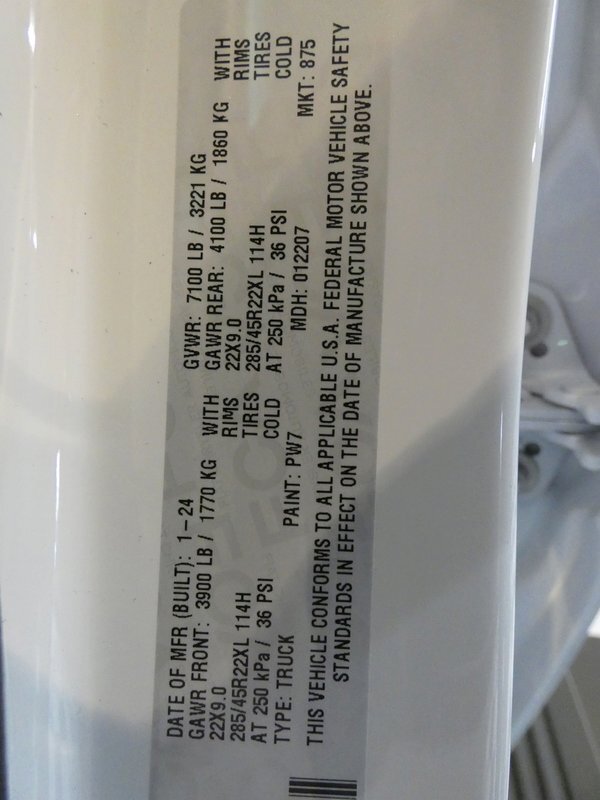 DATE OF MFR (BUILT): 1-24 GVWR: 7100 LB / 3221 KG
GAWR FRONT: 3900 LB / 1770 KG WITH GAWR REAR: 4100 LB / 1860 KG WITH
22X9.0 RIMS 22X9.0 RIMS
285/45R22XL 114H TIRES 285/45R22XL 114H TIRES
AT 250 kPa / 36 PSI COLD AT 250 kPa / 36 PSI COLD
TYPE: TRUCK PAINT: PW7 MDH: 012207 MKT: 875
THIS VEHICLE CONFORMS TO ALL APPLICABLE U.S.A. FEDERAL MOTOR VEHICLE SAFETY
STANDARDS IN EFFECT ON THE DATE OF MANUFACTURE SHOWN ABOVE.